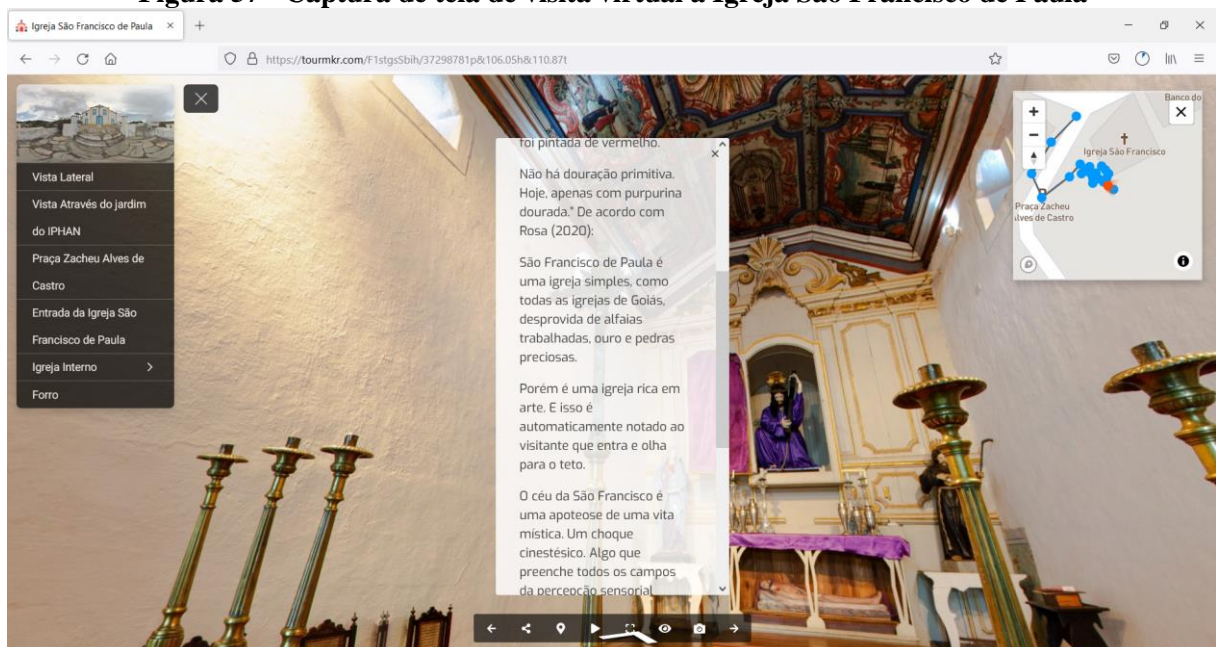 Figura 37 - Captura de tela de visita virtual à Igreja São Francisco de Paula
Igreja São Francisco de Paula
https://tourmkr.com/F1stgsSbih/37298781p&106.05h&110.87t
Vista Lateral
Vista Através do jardim
do IPHAN
Praça Zacheu Alves de
Castro
Entrada da Igreja São
Francisco de Paula
Igreja Interno
Forro
foi pintada de vermelho.
Não há douração primitiva.
Hoje, apenas com purpurina
dourada." De acordo com
Rosa (2020):
São Francisco de Paula é
uma igreja simples, como
todas as igrejas de Goiás,
desprovida de alfaias
trabalhadas, ouro e pedras
preciosas.
Porém é uma igreja rica em
arte. E isso é
automaticamente notado ao
visitante que entra e olha
para o teto.
O céu da São Francisco é
uma apoteose de uma vita
mística. Um choque
cinestésico. Algo que
preenche todos os campos
da percepção sensorial
Banco do
Igreja São Francisco
Praça Zacheu
Alves de Castro